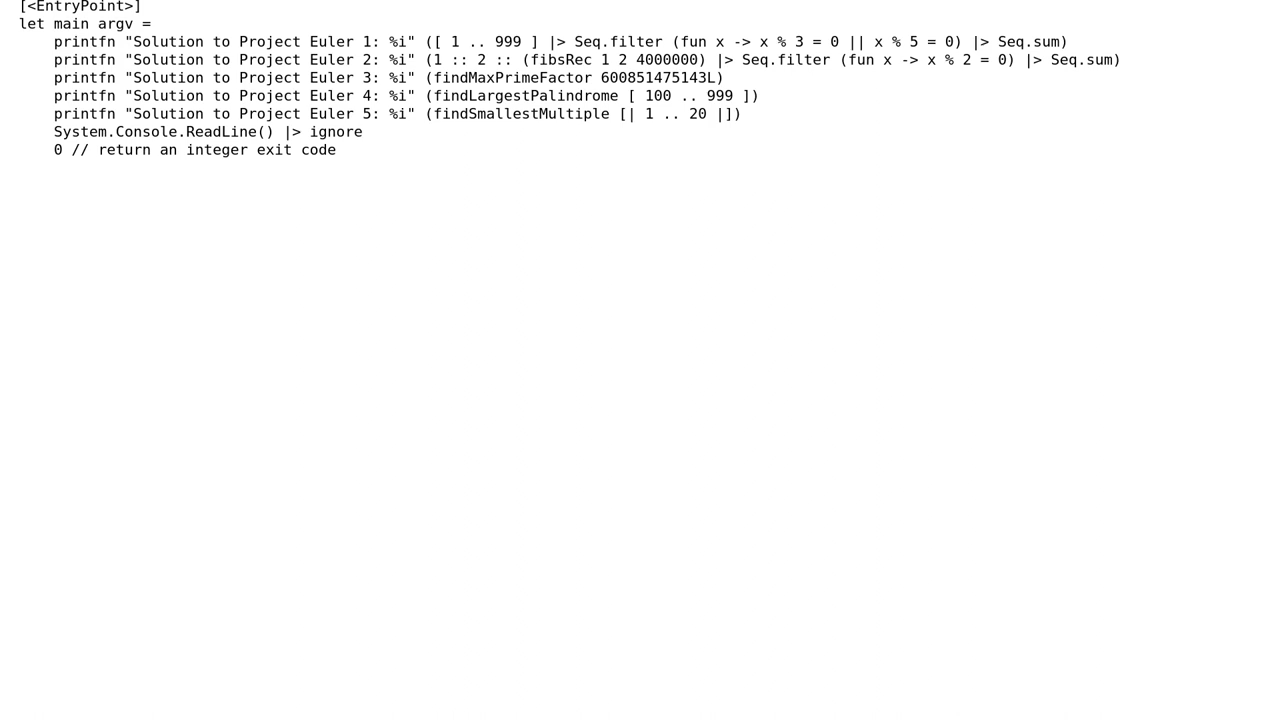 [<EntryPoint>]
let main argv =
    printfn "Solution to Project Euler 1: %i" ([ 1 .. 999 ] |> Seq.filter (fun x -> x % 3 = 0 || x % 5 = 0) |> Seq.sum)
    printfn "Solution to Project Euler 2: %i" (1 :: 2 :: (fibsRec 1 2 4000000) |> Seq.filter (fun x -> x % 2 = 0) |> Seq.sum)
    printfn "Solution to Project Euler 3: %i" (findMaxPrimeFactor 600851475143L)
    printfn "Solution to Project Euler 4: %i" (findLargestPalindrome [ 100 .. 999 ])
    printfn "Solution to Project Euler 5: %i" (findSmallestMultiple [| 1 .. 20 |])
    System.Console.ReadLine() |> ignore
    0 // return an integer exit code